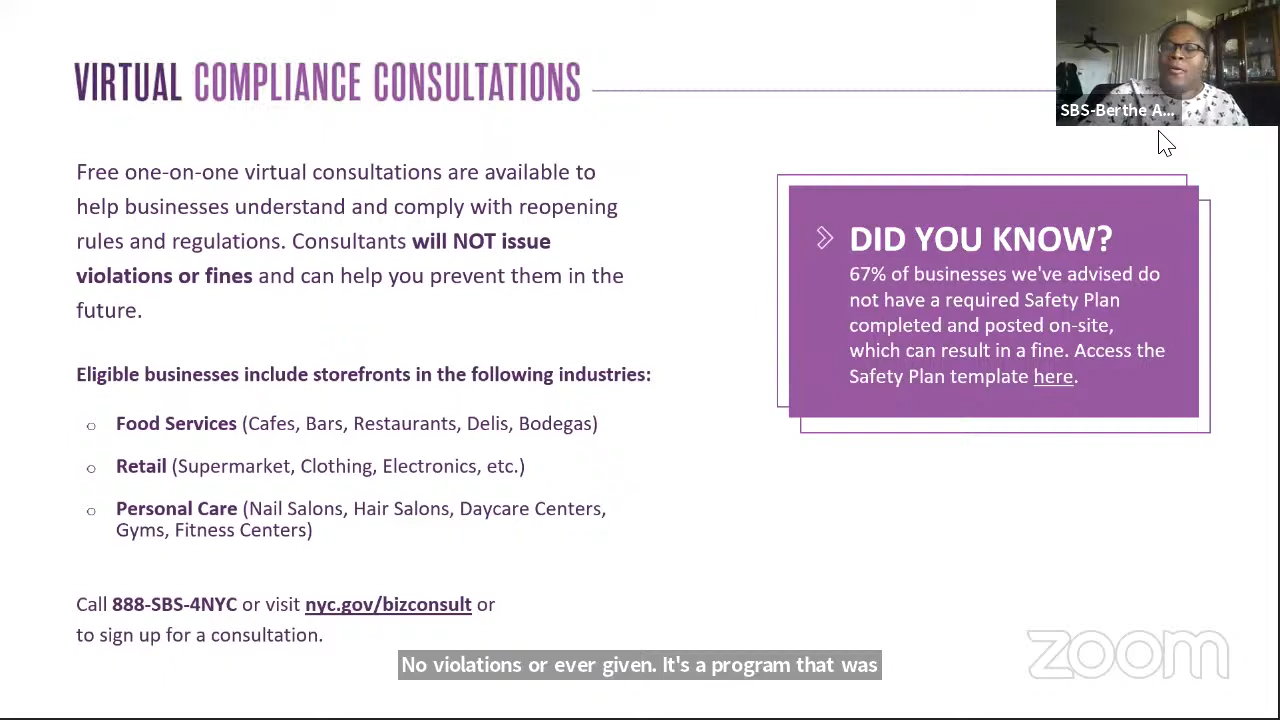 VIRTUAL COMPLIANCE CONSULTATIONS
SBS-Berthe A...
Free one-on-one virtual consultations are available to
help businesses understand and comply with reopening
rules and regulations. Consultants will NOT issue
violations or fines and can help you prevent them in the
future.
Eligible businesses include storefronts in the following industries:
Food Services (Cafes, Bars, Restaurants, Delis, Bodegas)
Retail (Supermarket, Clothing, Electronics, etc.)
Personal Care (Nail Salons, Hair Salons, Daycare Centers,
Gyms, Fitness Centers)
Call 888-SBS-4NYC or visit nyc.gov/bizconsult or
to sign up for a consultation.
DID YOU KNOW?
67% of businesses we've advised do
not have a required Safety Plan
completed and posted on-site,
which can result in a fine. Access the
Safety Plan template here.
No violations or ever given. It's a program that was
zoom